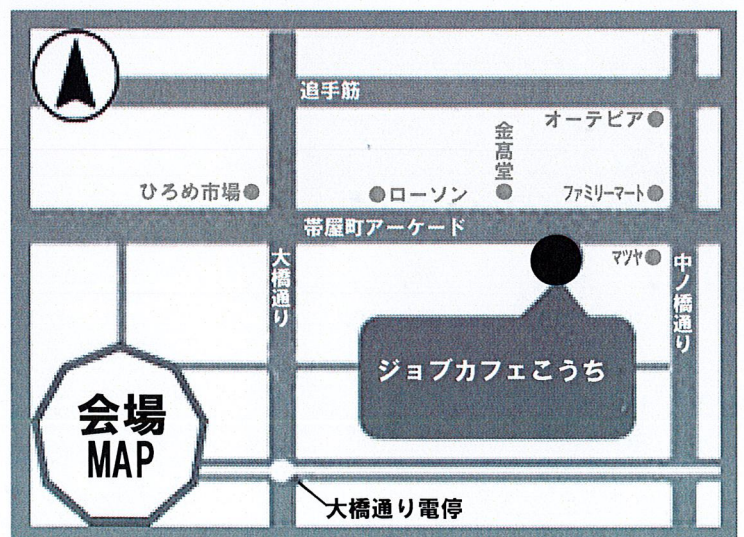 追手筋
オーテピア
金高堂
ひろめ市場
ローソン
ファミリーマート
帯屋町アーケード
大橋通り
マツヤ
中ノ橋通り
ジョブカフェこうち
会場
MAP
大橋通り電停